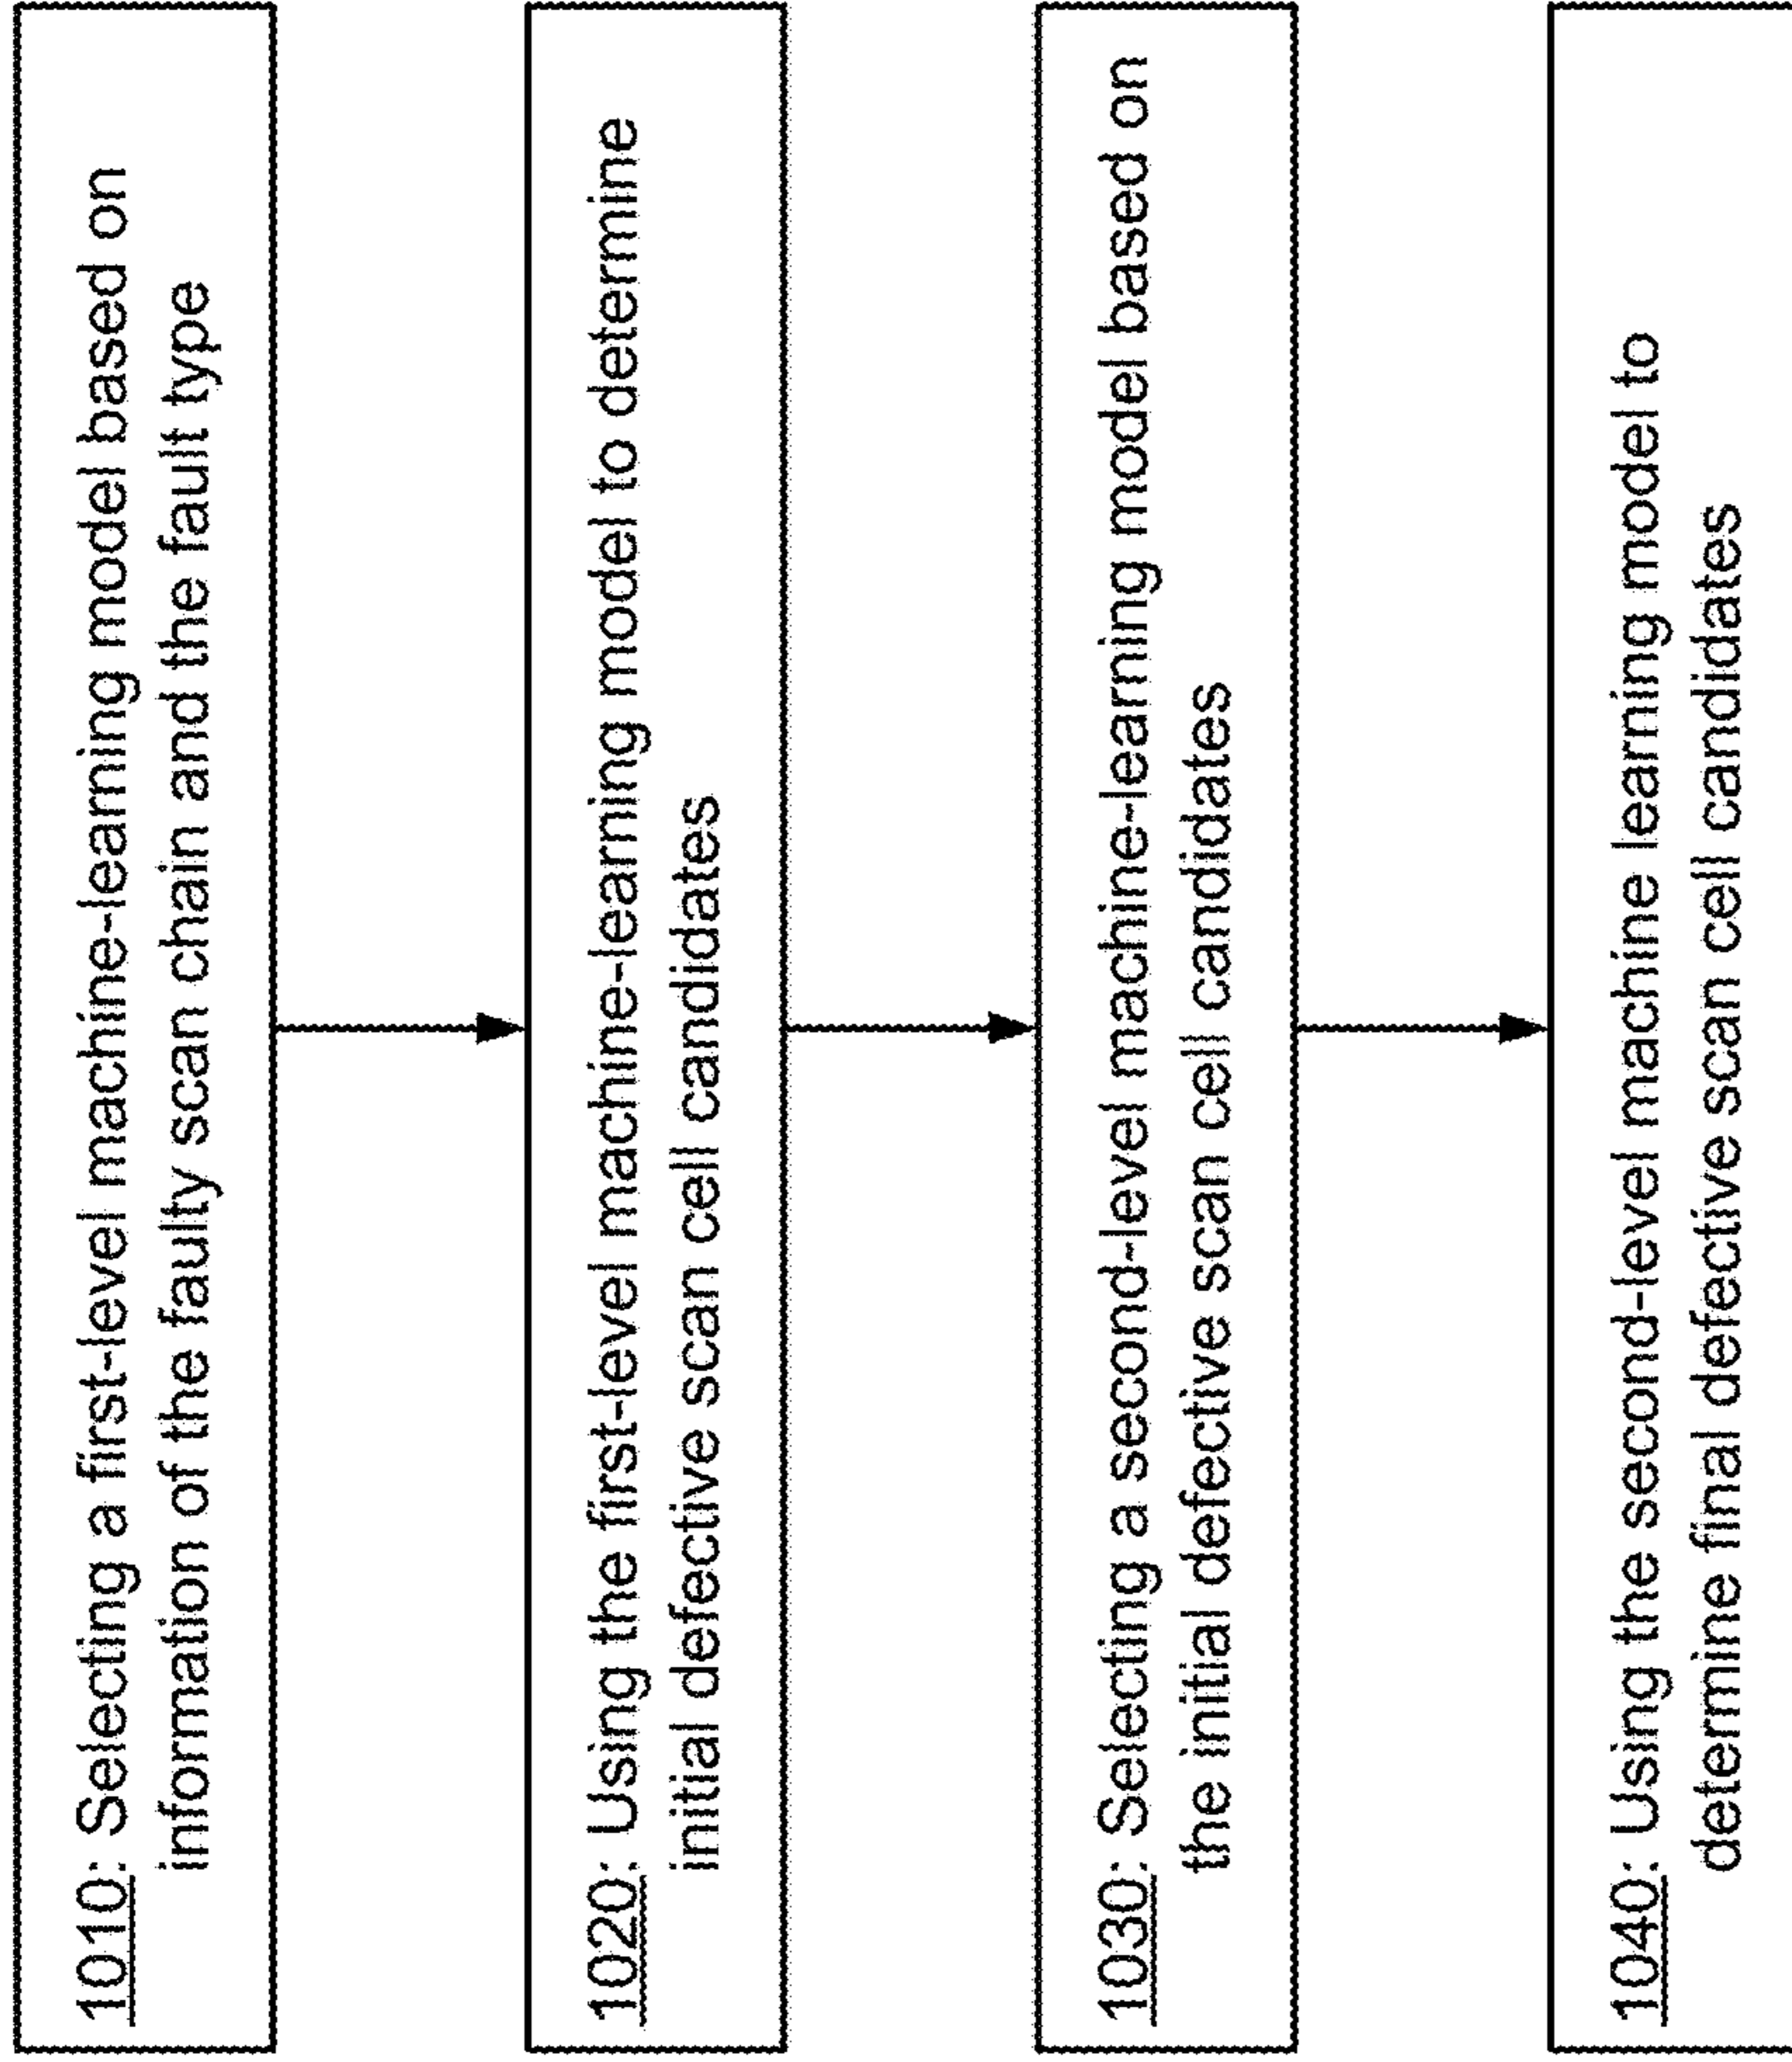 1010: Selecting a first-level machine-learning model based on
information of the faulty scan chain and the fault type
1020: Using the first-level machine-learning model to determine
initial defective scan cell candidates
1030: Selecting a second-level machine-learning model based on
the initial defective scan cell candidates
1040: Using the second-level machine learning model to
determine final defective scan cell candidates